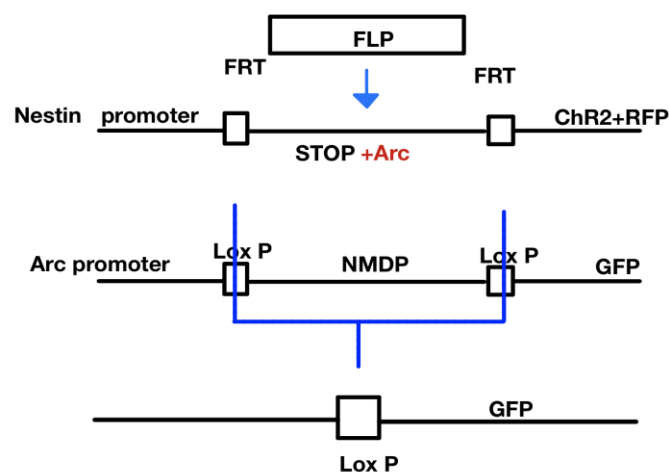 FLP
FRT
FRT
Nestin promoter
ChR2+RFP
STOP +Arc
Lox P
Lox P
Arc promoter
NMDP
GFP
GFP
Lox P